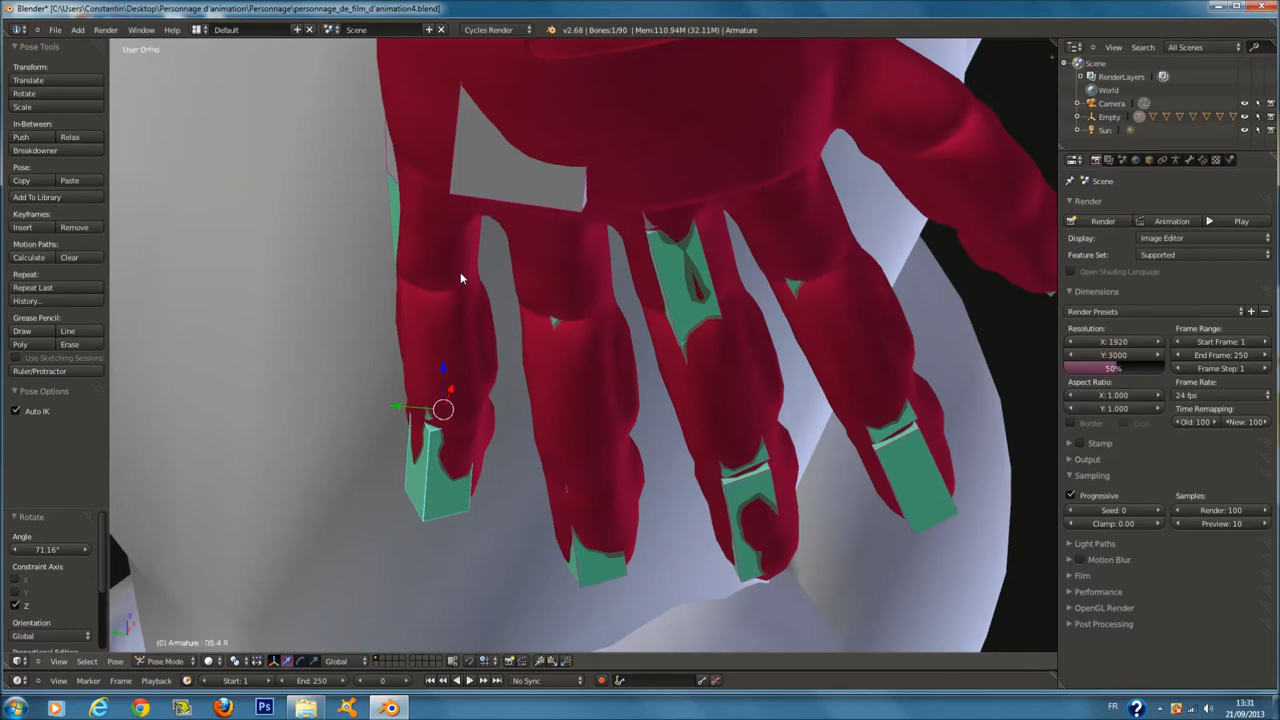 Blender* [C:\Users\Constantin\Desktop\Personnage d'animation\Personnage\personnage_de_film_d'animation4.blend]
File Add Render Window Help Default Scene Cycles Render v2.68 | Bones:1/90 | Mem:110.94M (32.11M) | Armature View Search All Scenes
Pose Tools
User Ortho
Transform:
Translate
Rotate
Scale
In-Between:
Push Relax
Breakdowner
Pose:
Copy Paste
Add To Library
Keyframes:
Insert Remove
Motion Paths:
Calculate Clear
Repeat:
Repeat Last
History...
Grease Pencil:
Draw Line
Poly Erase
Use Sketching Sessions
Ruler/Protractor
Pose Options
Auto IK
Rotate
Angle
71.16°
Constraint Axis
X
Y
Z
Orientation
Global
(0) Armature : D5.4.R
View Select Pose Pose Mode Global
View Marker Frame Playback Start: 1 End: 250 0 No Sync
Scene
RenderLayers
World
Camera
Empty
Sun
Scene
Render
Render Animation Play
Display: Image Editor
Feature Set: Supported
Open Shading Language
Dimensions
Render Presets
Resolution: Frame Range:
X: 1920 Start Frame: 1
Y: 3000 End Frame: 250
50% Frame Step: 1
Aspect Ratio: Frame Rate:
X: 1.000 24 fps
Y: 1.000 Time Remapping:
Border Old: 100 New: 100
Stamp
Output
Sampling
Progressive Samples:
Seed: 0 Render: 100
Clamp: 0.00 Preview: 10
Light Paths
Motion Blur
Film
Performance
OpenGL Render
Post Processing
Ps FR 13:31
21/09/2013